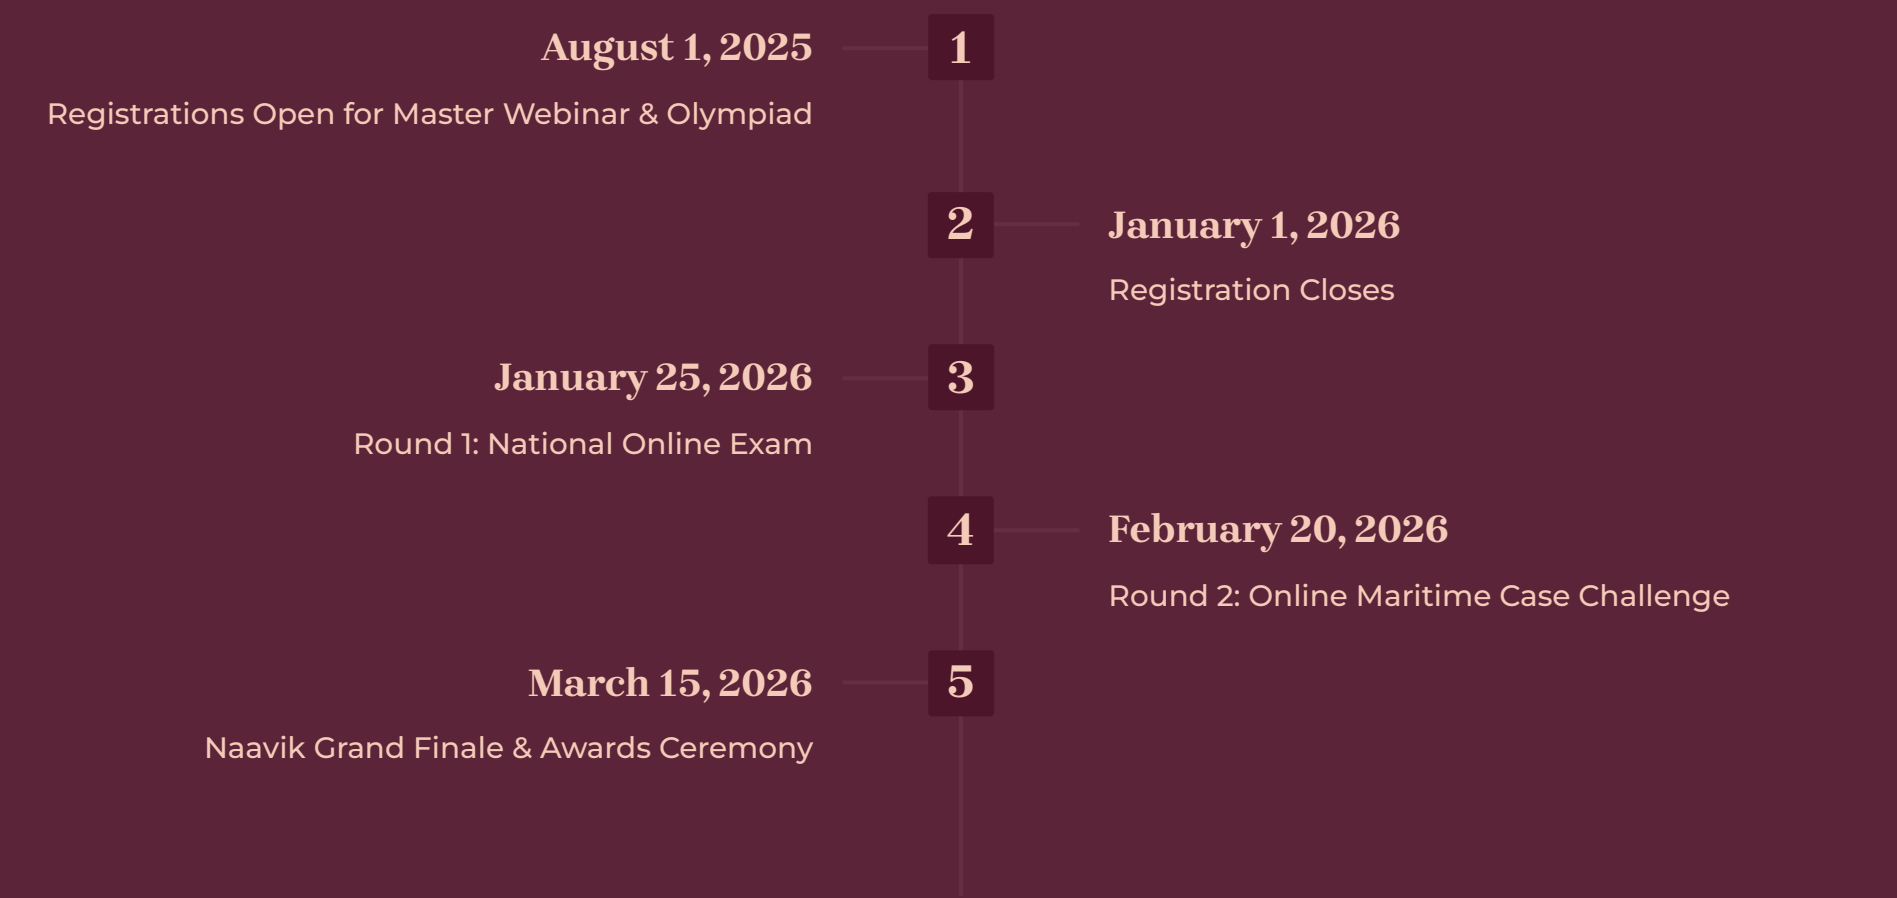 August 1, 2025
1
Registrations Open for Master Webinar & Olympiad
2
January 1, 2026
Registration Closes
January 25, 2026
3
Round 1: National Online Exam
4
February 20, 2026
Round 2: Online Maritime Case Challenge
March 15, 2026
5
Naavik Grand Finale & Awards Ceremony